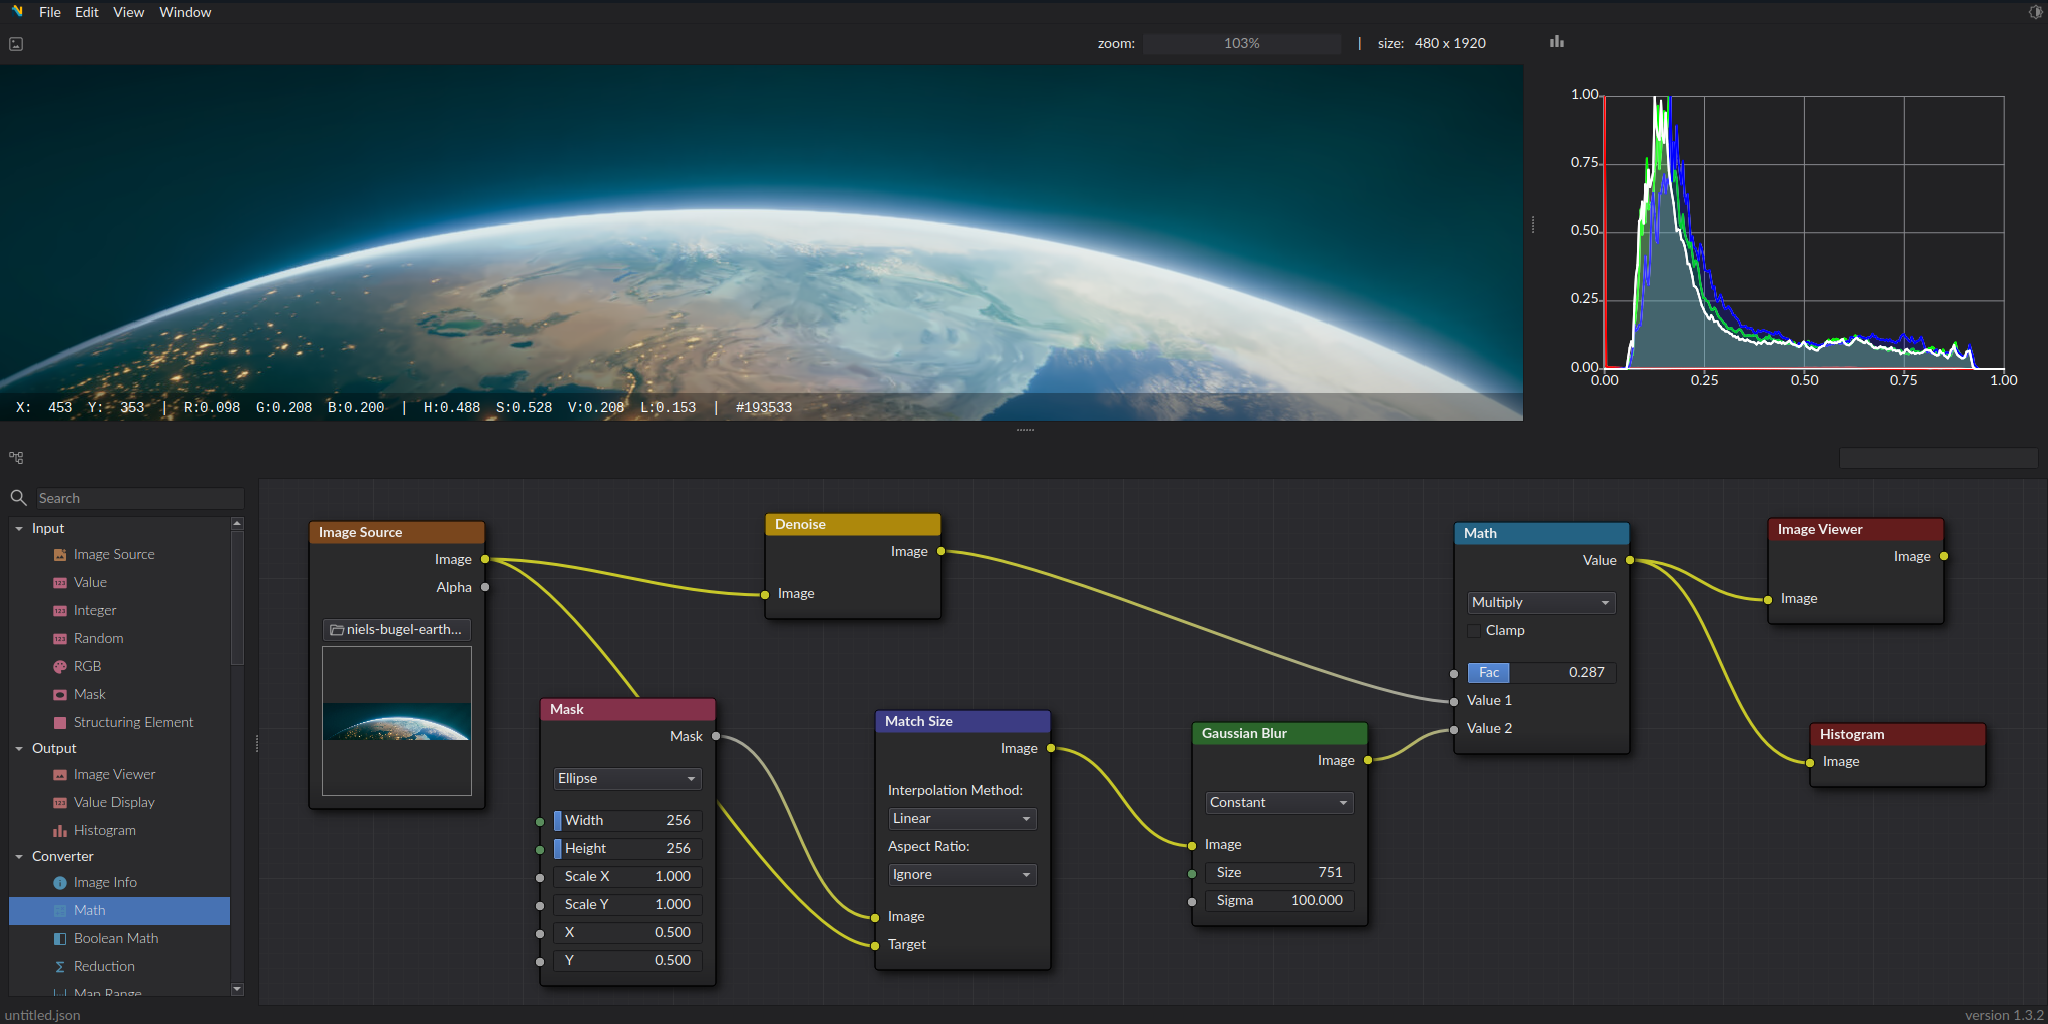 File Edit View Window
zoom: 103% | size: 480 x 1920
1.00
0.75
0.50
0.25
0.00
0.00 0.25 0.50 0.75 1.00
X: 453 Y: 353 | R:0.098 G:0.208 B:0.200 | H:0.488 S:0.528 V:0.208 L:0.153 | #193533
Search
Input
Image Source
Value
Integer
Random
RGB
Mask
Structuring Element
Output
Image Viewer
Value Display
Histogram
Converter
Image Info
Math
Boolean Math
Reduction
Map Range
Image Source
Image
Alpha
niels-bugel-earth...
Mask
Mask
Ellipse
Width 256
Height 256
Scale X 1.000
Scale Y 1.000
X 0.500
Y 0.500
Denoise
Image
Image
Match Size
Image
Interpolation Method:
Linear
Aspect Ratio:
Ignore
Image
Target
Gaussian Blur
Image
Constant
Image
Size 751
Sigma 100.000
Math
Value
Multiply
Clamp
Fac 0.287
Value 1
Value 2
Image Viewer
Image
Image
Histogram
Image
untitled.json
version 1.3.2